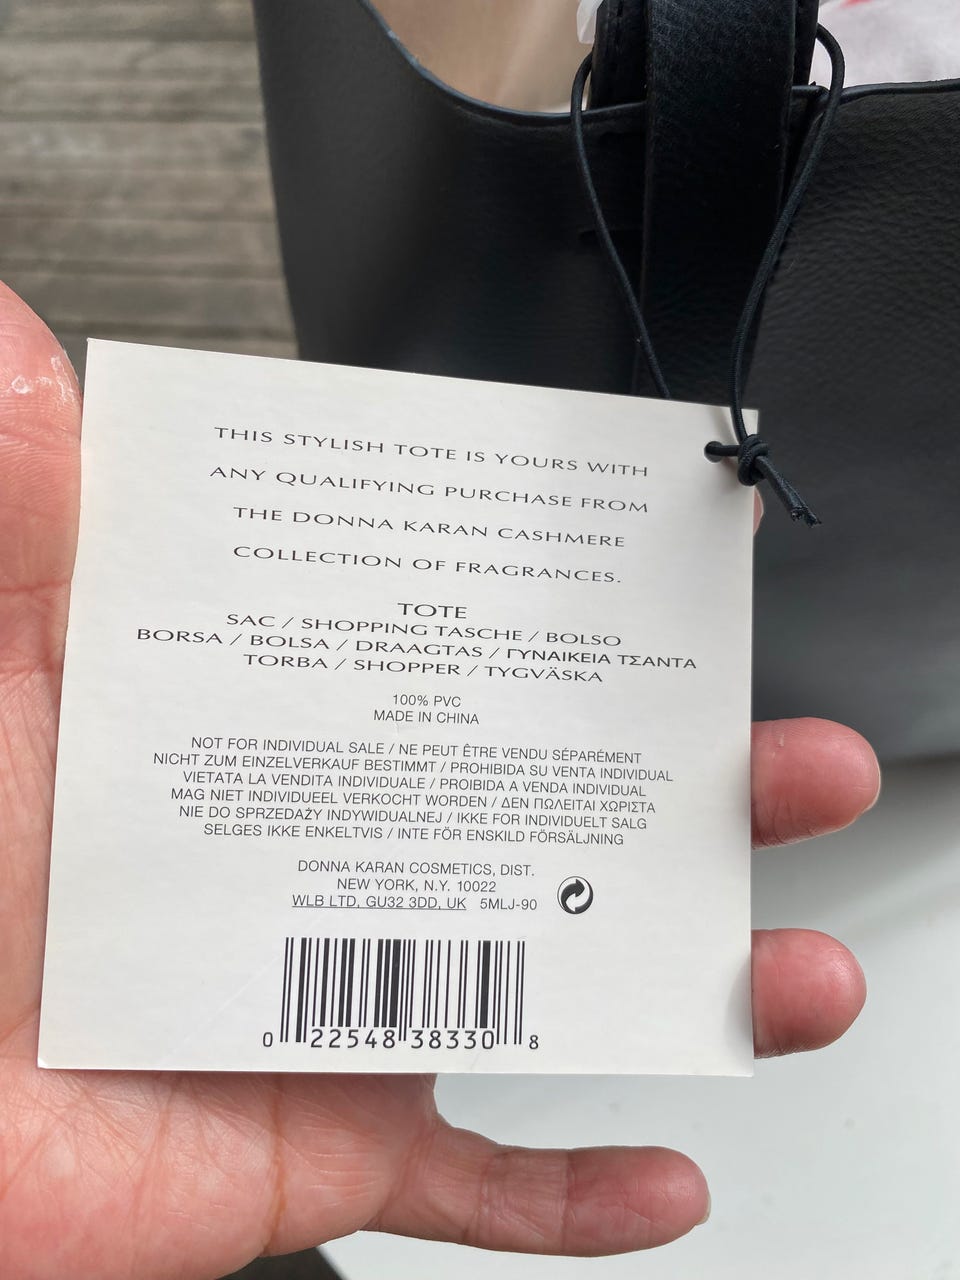 THIS STYLISH TOTE IS YOURS WITH
ANY QUALIFYING PURCHASE FROM
THE DONNA KARAN CASHMERE
COLLECTION OF FRAGRANCES.
TOTE
SAC / SHOPPING TASCHE / BOLSO
BORSA / BOLSA / DRAAGTAS / ΓΥΝΑΙΚΕΙΑ ΤΣΑΝΤΑ
TORBA / SHOPPER / TYGVÄSKA
100% PVC
MADE IN CHINA
NOT FOR INDIVIDUAL SALE / NE PEUT ÊTRE VENDU SÉPARÉMENT
NICHT ZUM EINZELVERKAUF BESTIMMT / PROHIBIDA SU VENTA INDIVIDUAL
VIETATA LA VENDITA INDIVIDUALE / PROIBIDA A VENDA INDIVIDUAL
MAG NIET INDIVIDUEEL VERKOCHT WORDEN / ΔΕΝ ΠΩΛΕΙΤΑΙ ΧΩΡΙΣΤΑ
NIE DO SPRZEDAŻY INDYWIDUALNEJ / IKKE FOR INDIVIDUELT SALG
SELGES IKKE ENKELTVIS / INTE FÖR ENSKILD FÖRSÄLJNING
DONNA KARAN COSMETICS, DIST.
NEW YORK, N.Y. 10022
WLB LTD, GU32 3DD, UK 5MLJ-90
0 22548 38330 8